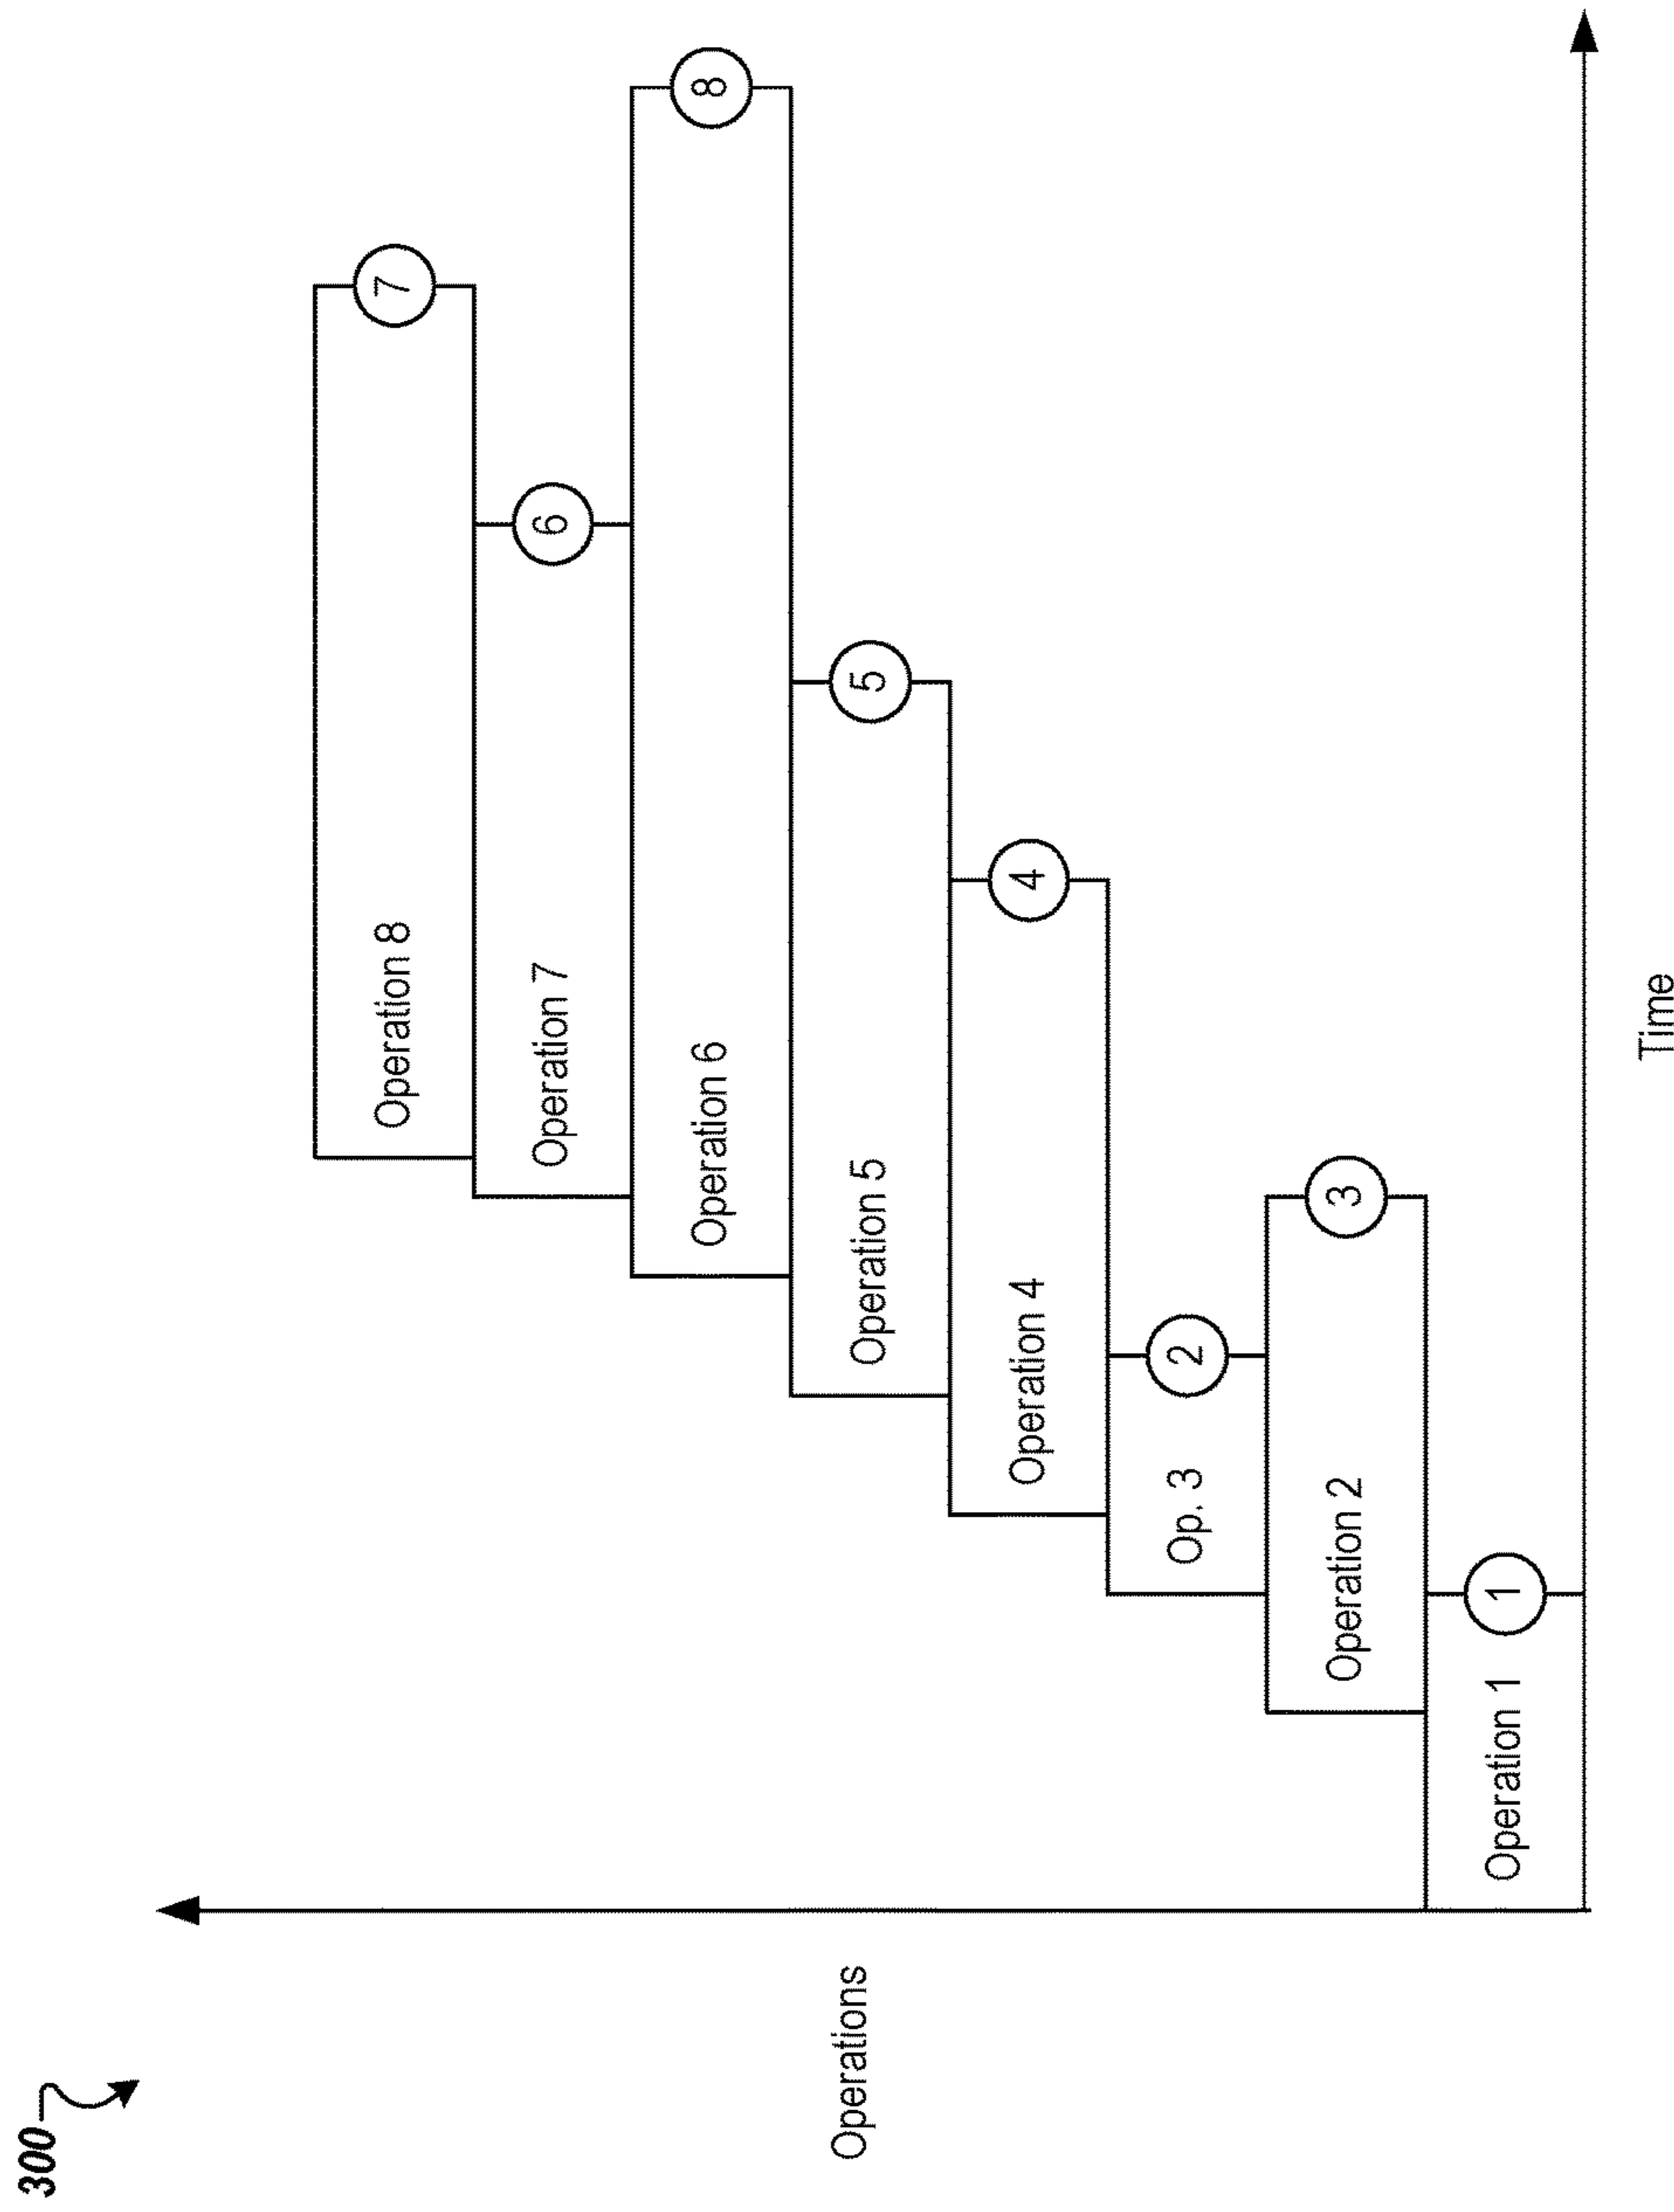 300
Operations
Operation 8
7
Operation 7
6
Operation 6
8
Operation 5
5
Operation 4
4
Op. 3
2
Operation 2
3
Operation 1
1
Time